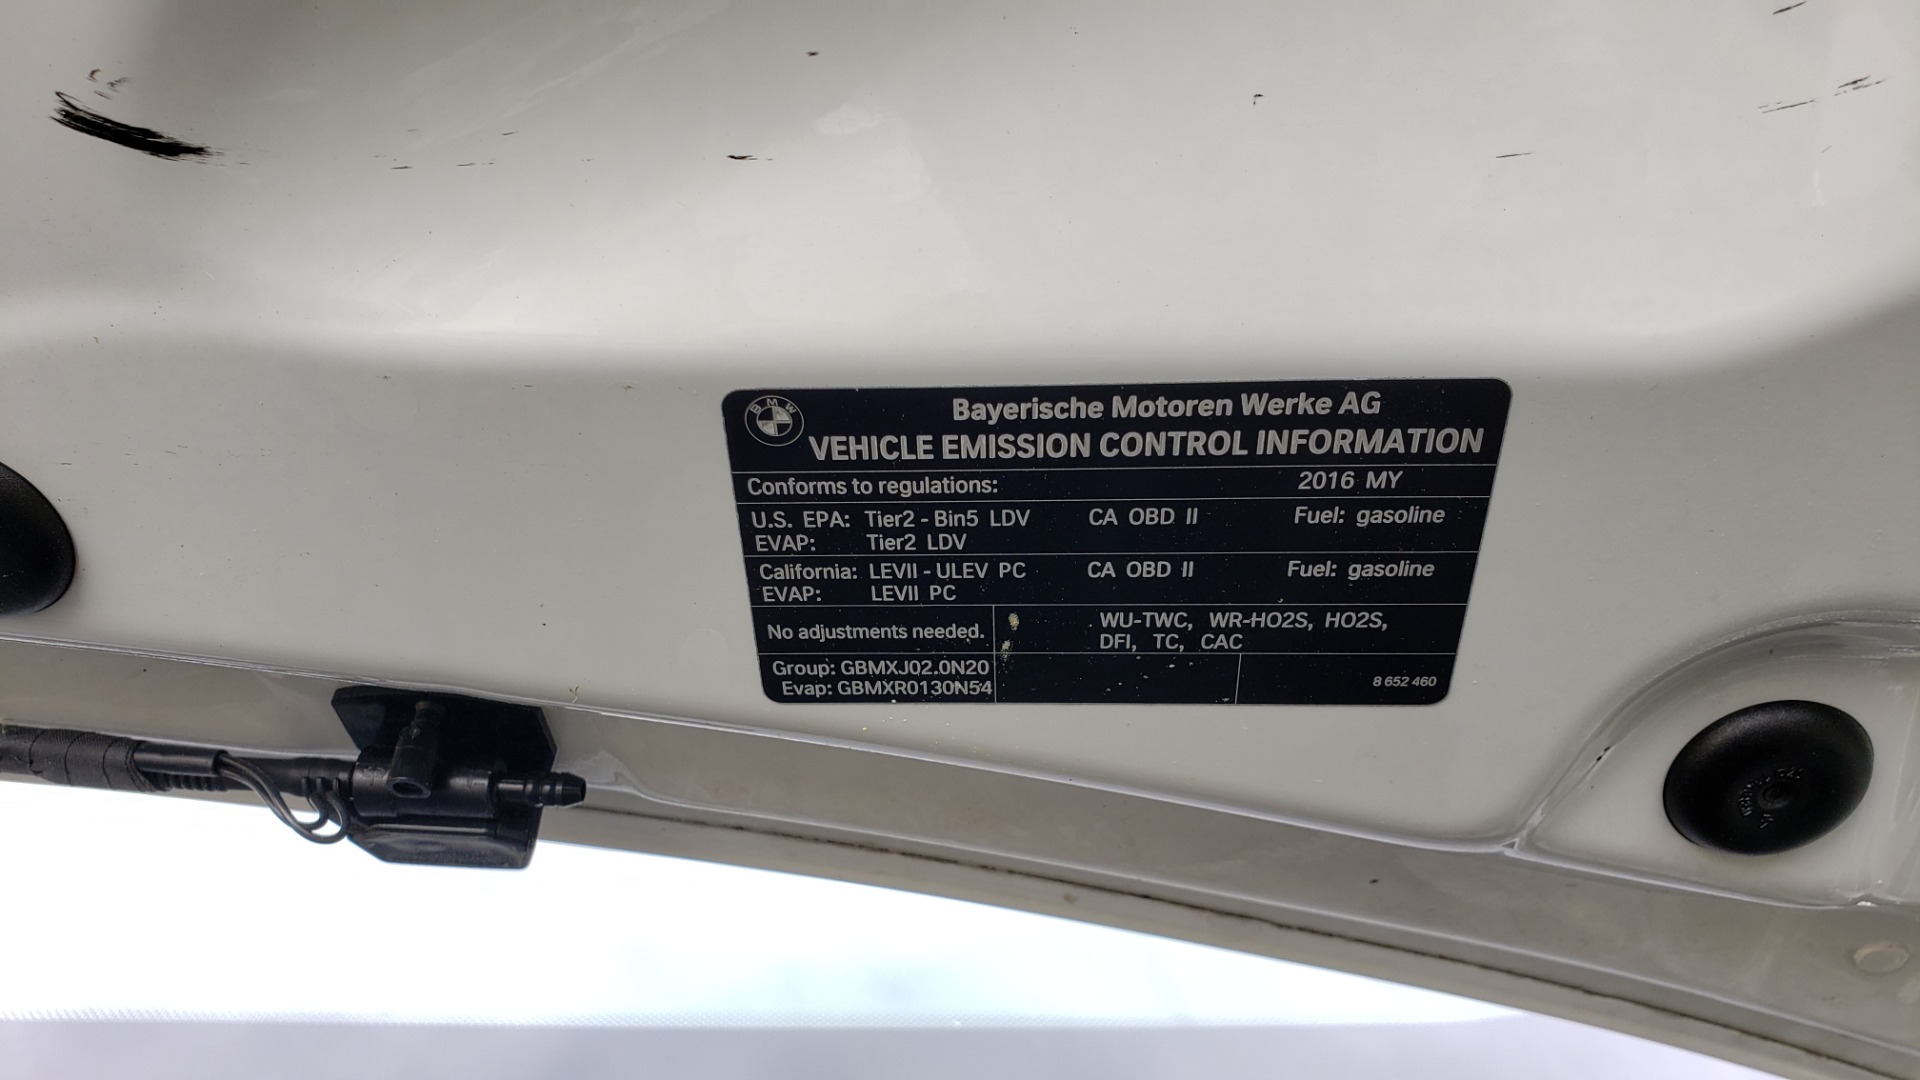 BMW
Bayerische Motoren Werke AG
VEHICLE EMISSION CONTROL INFORMATION
Conforms to regulations: 2016 MY
U.S. EPA: Tier2 - Bin5 LDV CA OBD II Fuel: gasoline
EVAP: Tier2 LDV
California: LEVII - ULEV PC CA OBD II Fuel: gasoline
EVAP: LEVII PC
No adjustments needed.
WU-TWC, WR-HO2S, HO2S,
DFI, TC, CAC
Group: GBMXJ02.0N20
Evap: GBMXR0130N54
8 652 460